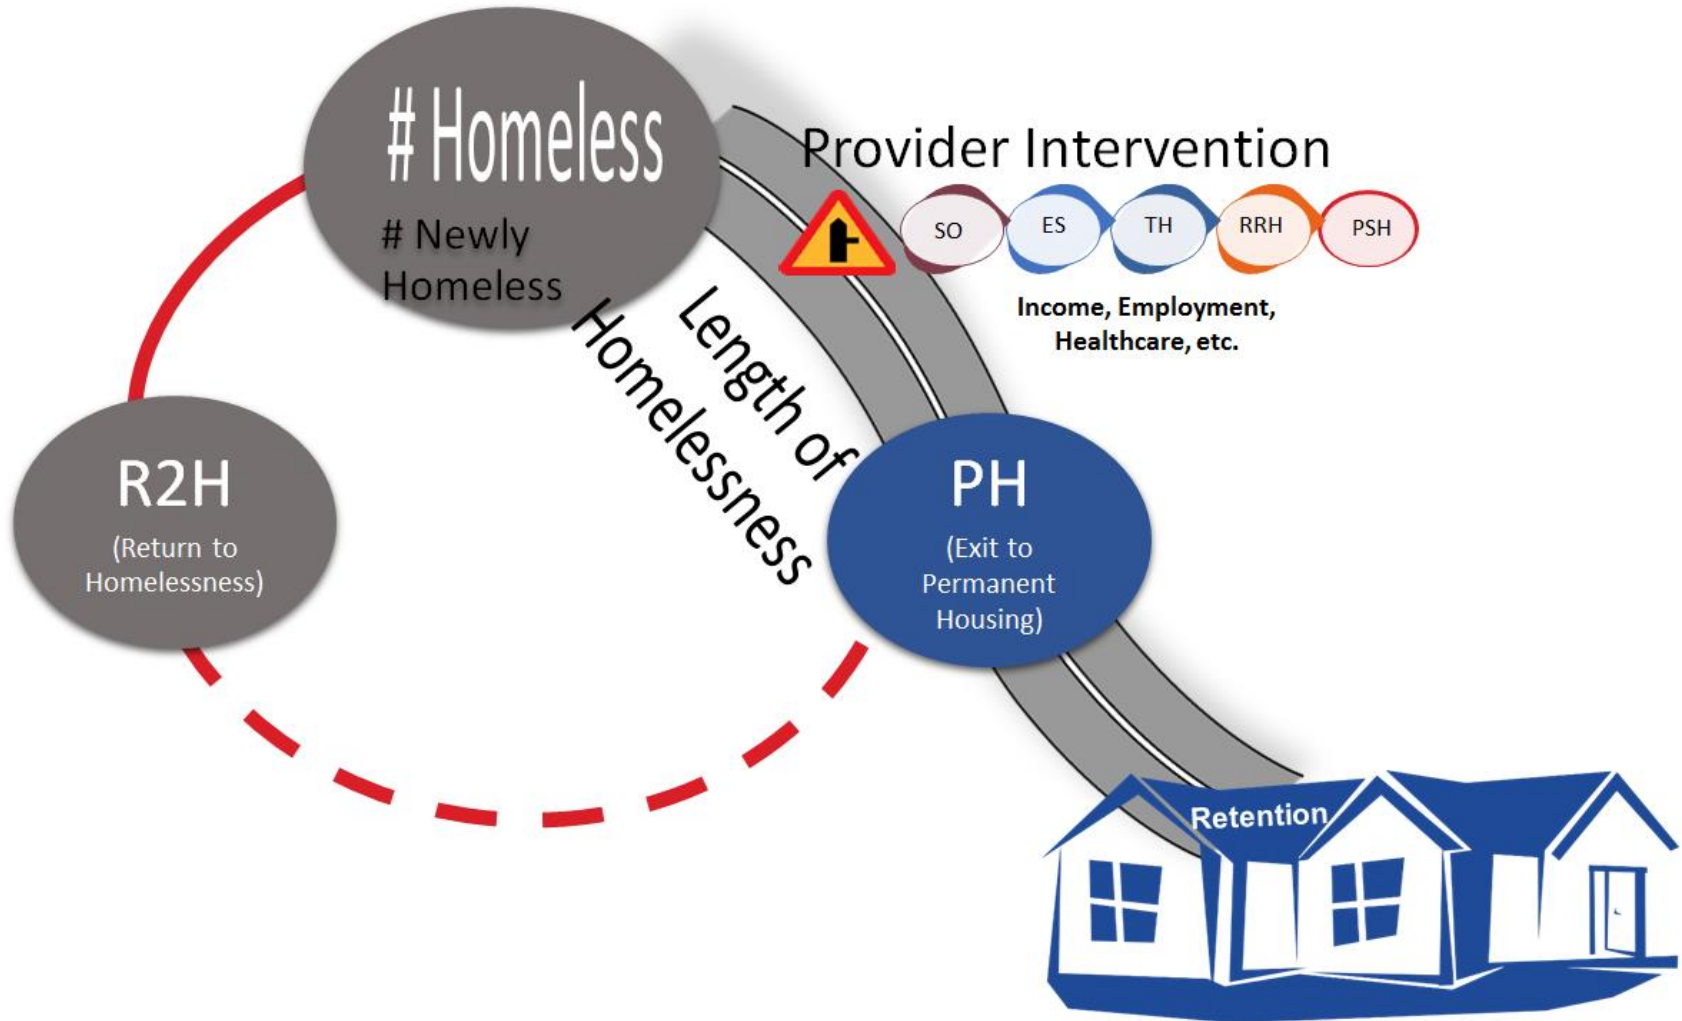 # Homeless
# Newly
Homeless
Provider Intervention
SO
ES
TH
RRH
PSH
Income, Employment,
Healthcare, etc.
Length of
Homelessness
R2H
(Return to
Homelessness)
PH
(Exit to
Permanent
Housing)
Retention